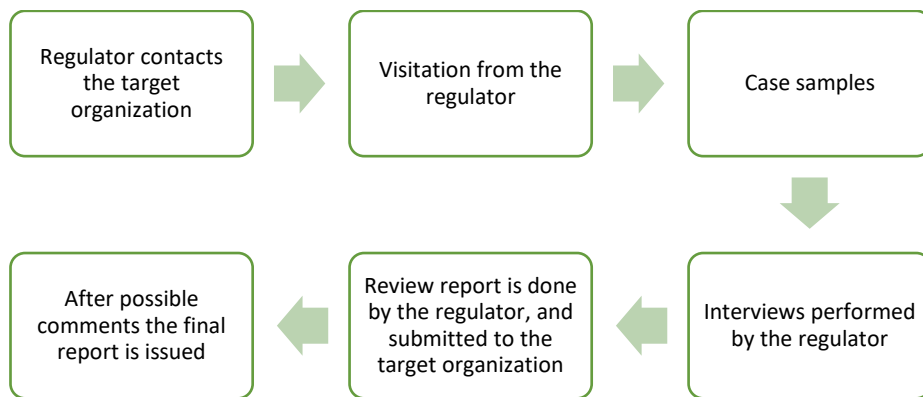 Regulator contacts
the target
organization
Visitation from the
regulator
Case samples
Interviews performed
by the regulator
Review report is done
by the regulator, and
submitted to the
target organization
After possible
comments the final
report is issued